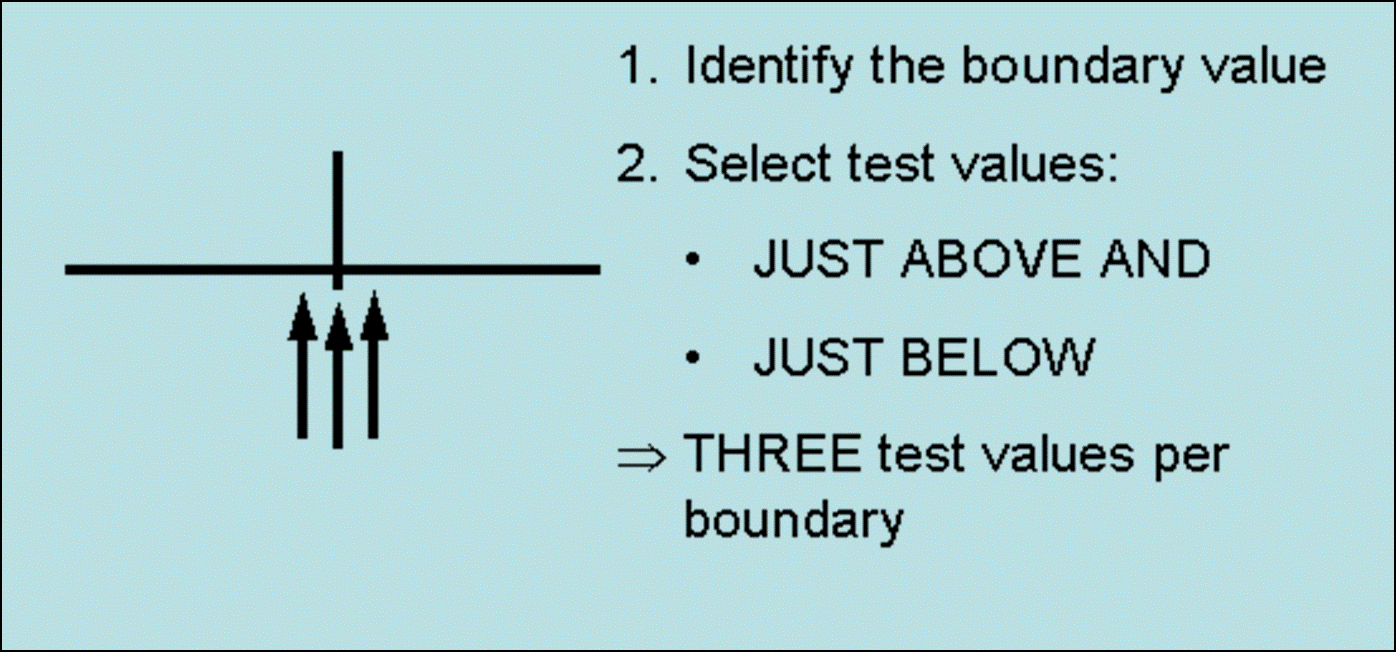 1. Identify the boundary value
2. Select test values:
• JUST ABOVE AND
• JUST BELOW
⇒ THREE test values per
boundary